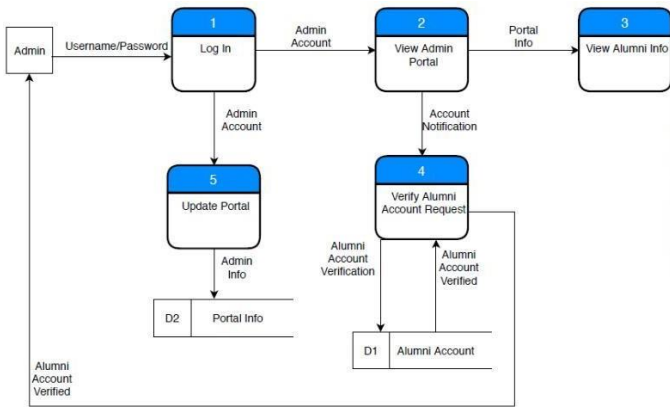 1
2
3
Admin
Username/Password
Log In
Admin
Account
View Admin
Portal
Portal
Info
View Alumni Info
Admin
Account
Account
Notification
5
4
Update Portal
Verify Alumni
Account Request
Admin
Info
Alumni
Account
Verification
Alumni
Account
Verified
D2
Portal Info
D1
Alumni Account
Alumni
Account
Verified